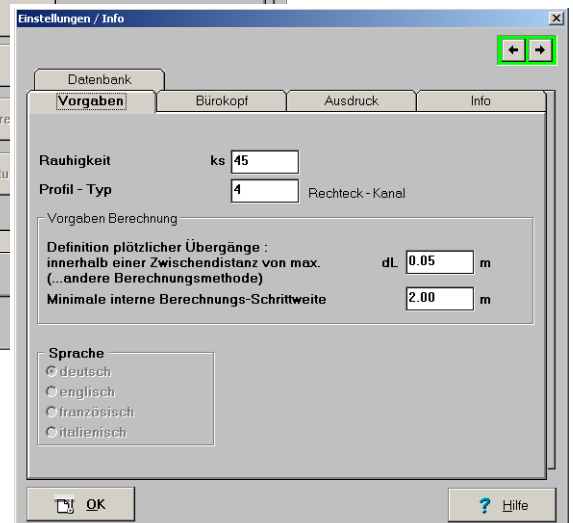 Einstellungen / Info
Datenbank
Vorgaben Bürokopf Ausdruck Info
Rauhigkeit ks 45
Profil - Typ 4 Rechteck - Kanal
Vorgaben Berechnung
Definition plötzlicher Übergänge :
innerhalb einer Zwischendistanz von max. dL 0.05 m
(...andere Berechnungsmethode)
Minimale interne Berechnungs-Schrittweite 2.00 m
Sprache
deutsch
englisch
französisch
italienisch
OK ? Hilfe